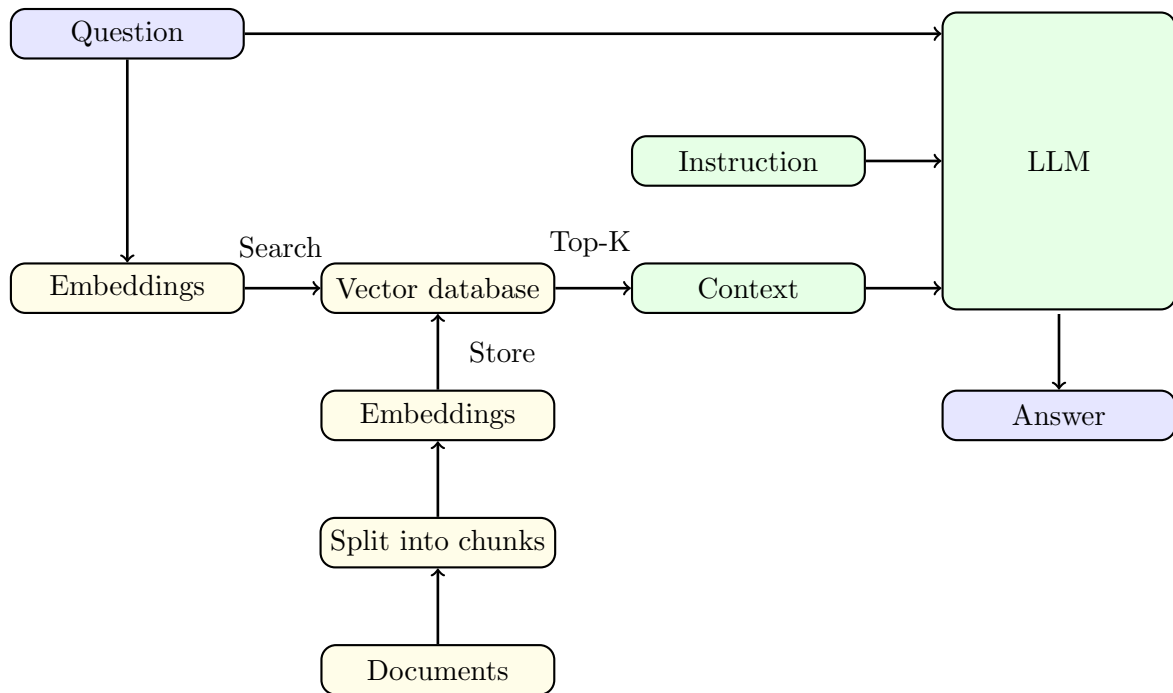 Question
Instruction
LLM
Search
Top-K
Embeddings
Vector database
Context
Store
Embeddings
Answer
Split into chunks
Documents